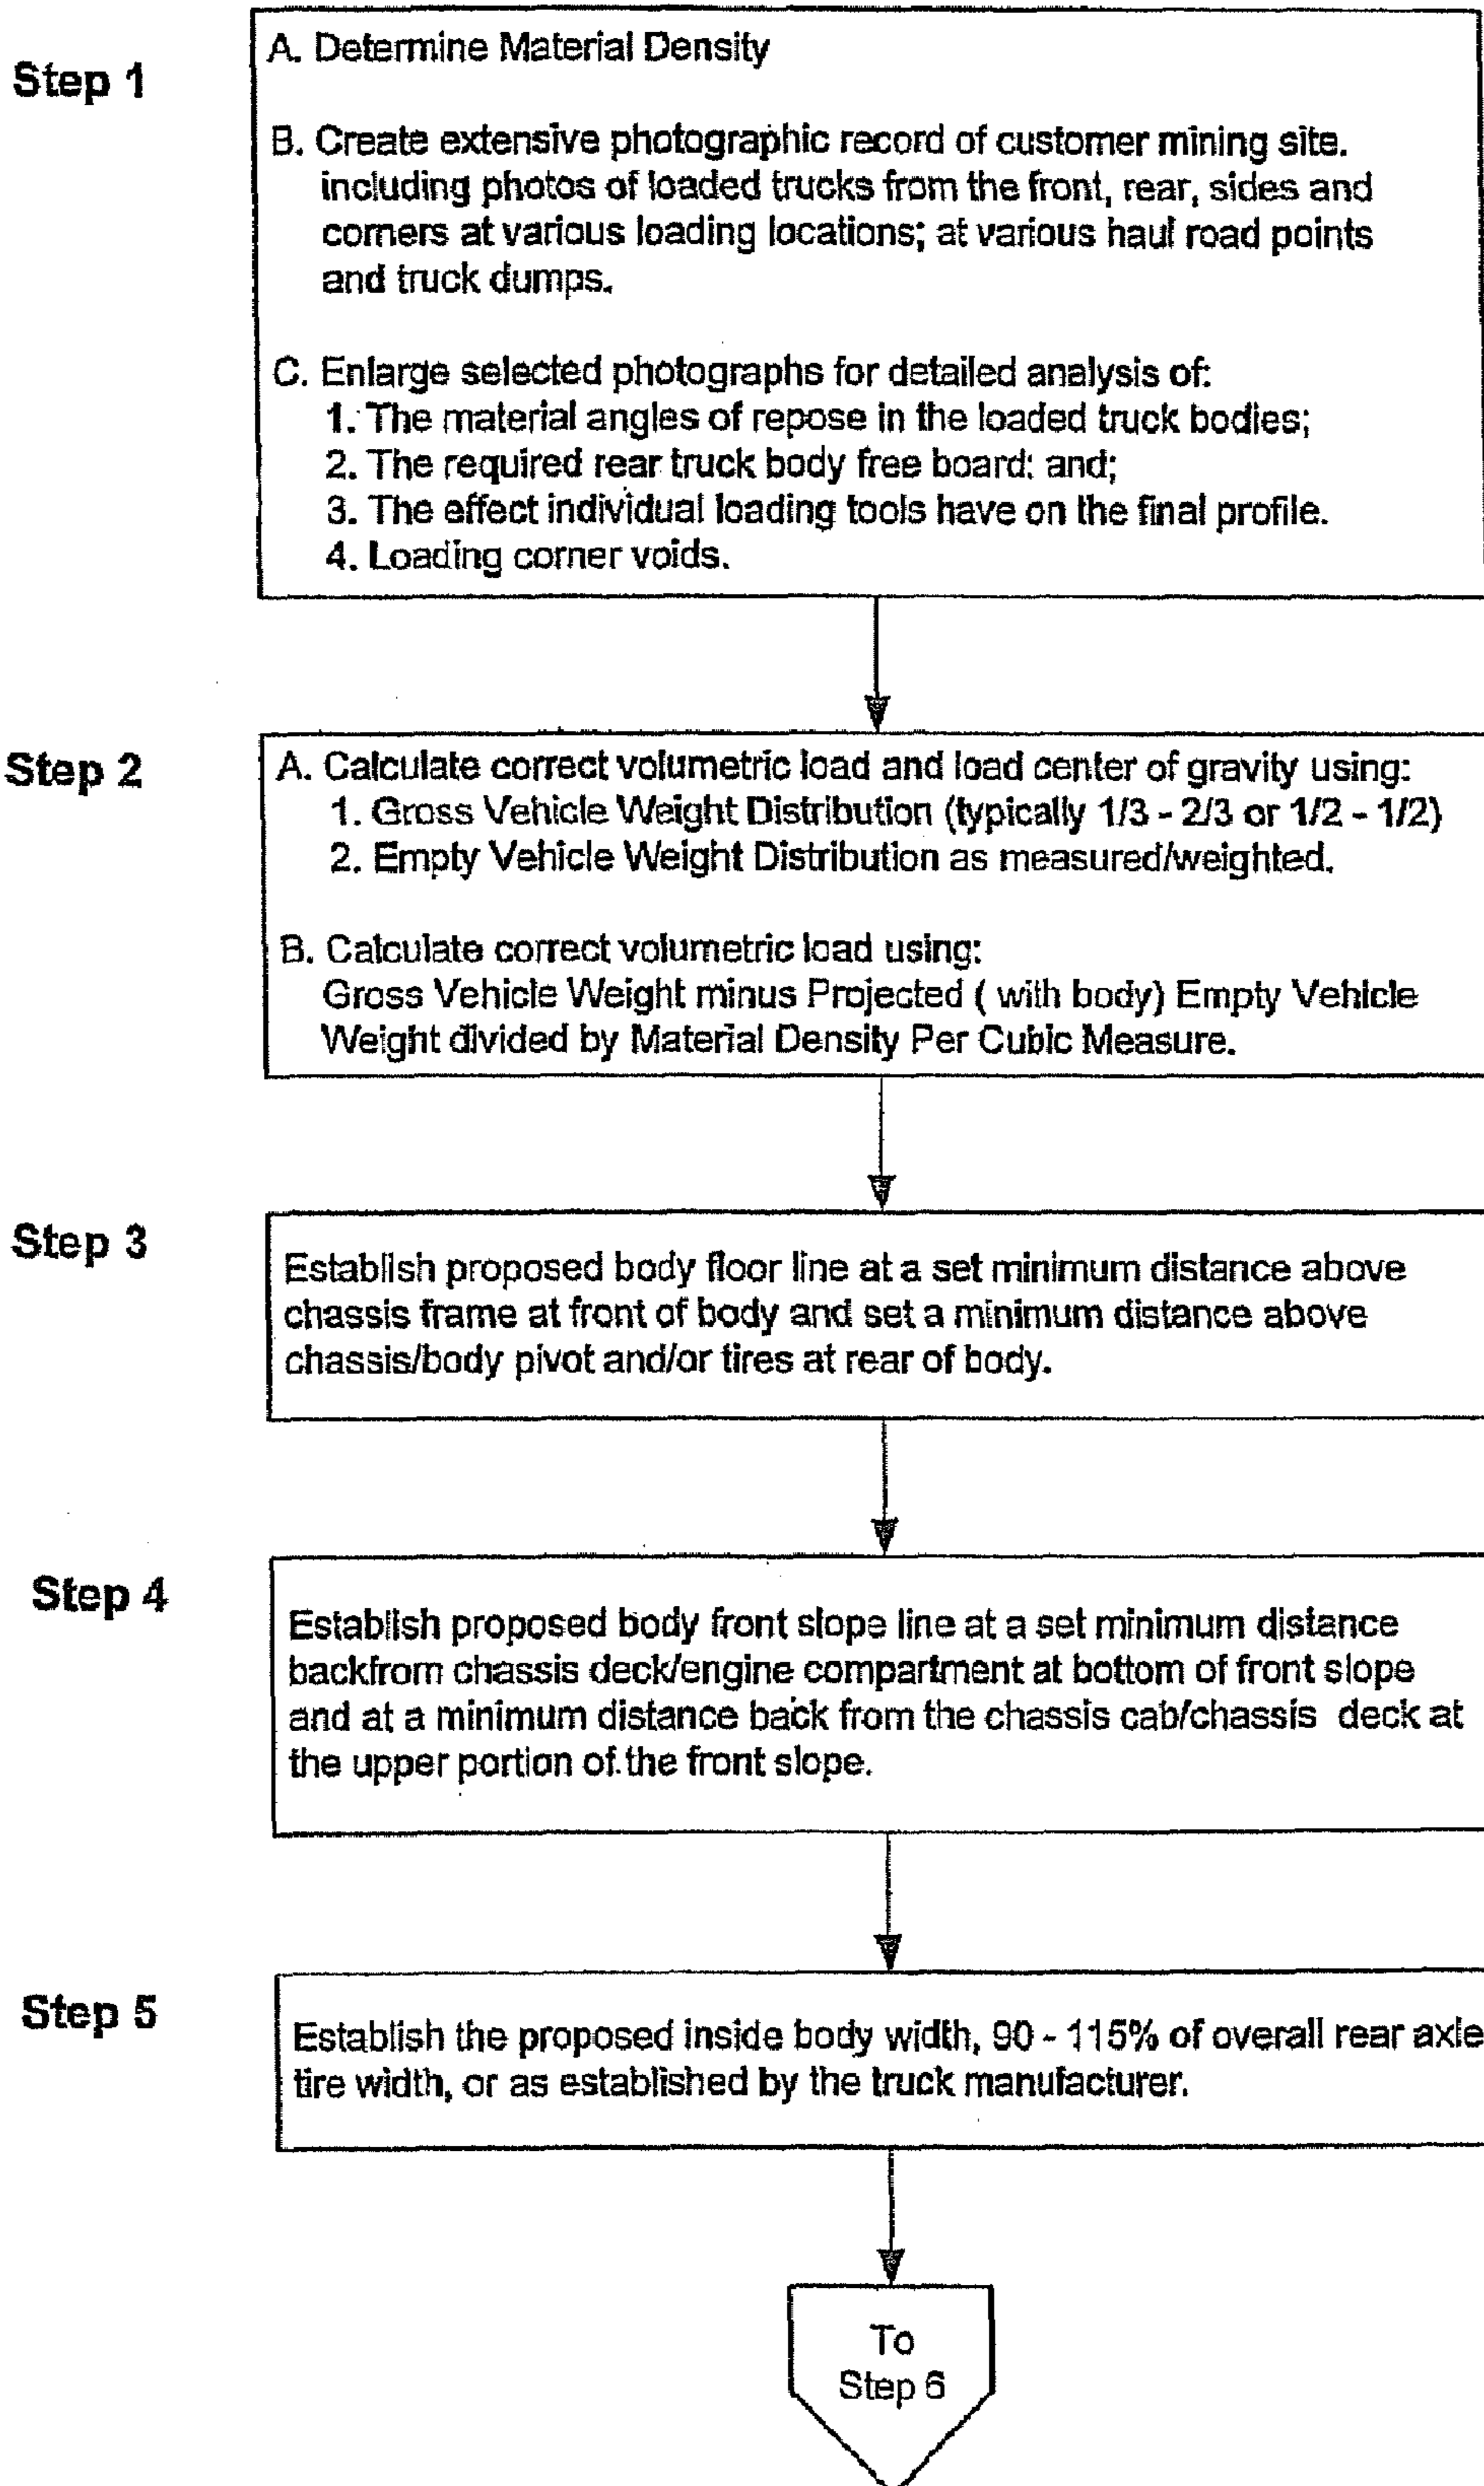 Step 1
A. Determine Material Density
B. Create extensive photographic record of customer mining site.
including photos of loaded trucks from the front, rear, sides and
corners at various loading locations; at various haul road points
and truck dumps.
C. Enlarge selected photographs for detailed analysis of:
1. The material angles of repose in the loaded truck bodies;
2. The required rear truck body free board: and;
3. The effect individual loading tools have on the final profile.
4. Loading corner voids.
Step 2
A. Calculate correct volumetric load and load center of gravity using:
1. Gross Vehicle Weight Distribution (typically 1/3 - 2/3 or 1/2 - 1/2)
2. Empty Vehicle Weight Distribution as measured/weighted.
B. Calculate correct volumetric load using:
Gross Vehicle Weight minus Projected ( with body) Empty Vehicle
Weight divided by Material Density Per Cubic Measure.
Step 3
Establish proposed body floor line at a set minimum distance above
chassis frame at front of body and set a minimum distance above
chassis/body pivot and/or tires at rear of body.
Step 4
Establish proposed body front slope line at a set minimum distance
backfrom chassis deck/engine compartment at bottom of front slope
and at a minimum distance back from the chassis cab/chassis deck at
the upper portion of the front slope.
Step 5
Establish the proposed inside body width, 90 - 115% of overall rear axle
tire width, or as established by the truck manufacturer.
To
Step 6